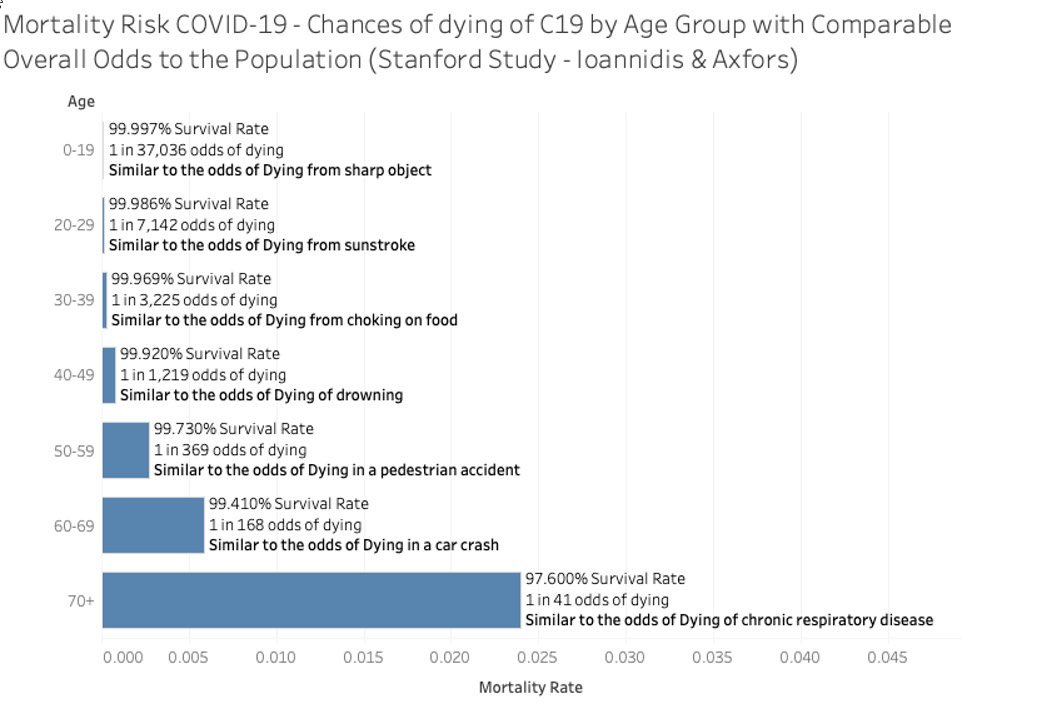 Mortality Risk COVID-19 - Chances of dying of C19 by Age Group with Comparable
Overall Odds to the Population (Stanford Study - Ioannidis & Axfors)
Age
0-19
99.997% Survival Rate
1 in 37,036 odds of dying
Similar to the odds of Dying from sharp object
20-29
99.986% Survival Rate
1 in 7,142 odds of dying
Similar to the odds of Dying from sunstroke
30-39
99.969% Survival Rate
1 in 3,225 odds of dying
Similar to the odds of Dying from choking on food
40-49
99.920% Survival Rate
1 in 1,219 odds of dying
Similar to the odds of Dying of drowning
50-59
99.730% Survival Rate
1 in 369 odds of dying
Similar to the odds of Dying in a pedestrian accident
60-69
99.410% Survival Rate
1 in 168 odds of dying
Similar to the odds of Dying in a car crash
70+
97.600% Survival Rate
1 in 41 odds of dying
Similar to the odds of Dying of chronic respiratory disease
0.000 0.005 0.010 0.015 0.020 0.025 0.030 0.035 0.040 0.045
Mortality Rate